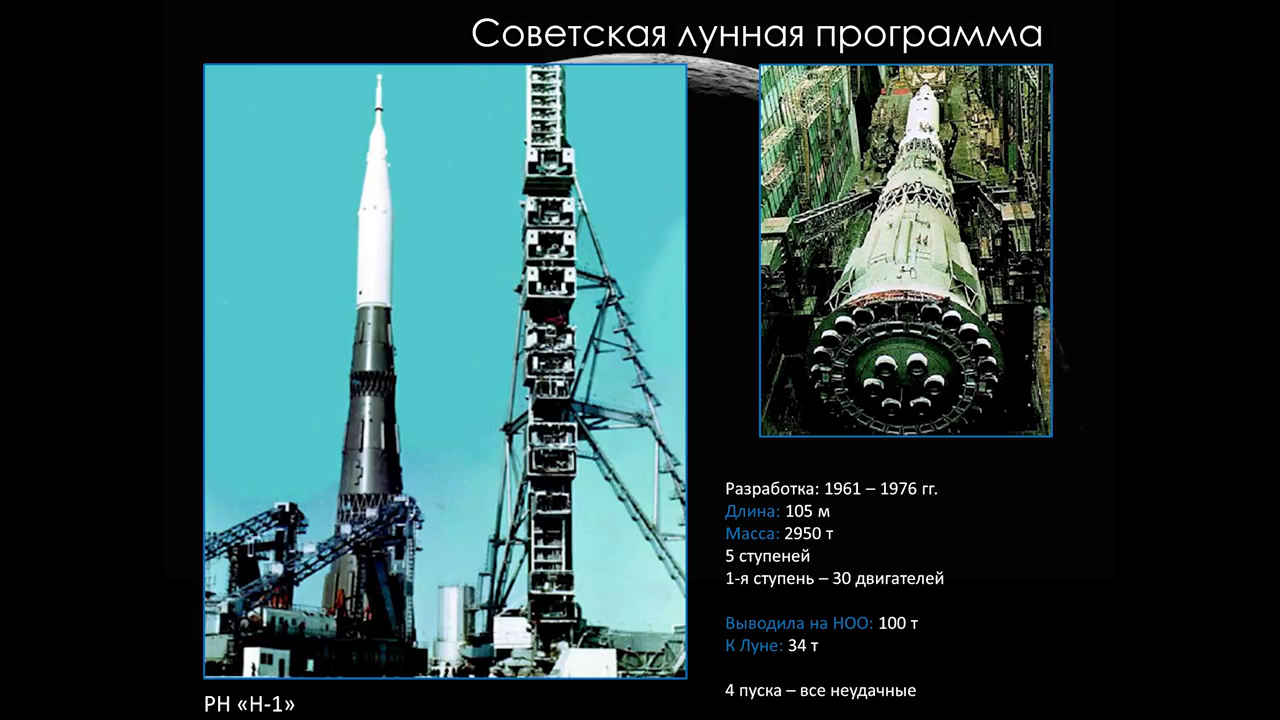 Советская лунная программа
Разработка: 1961 – 1976 гг.
Длина: 105 м
Масса: 2950 т
5 ступеней
1-я ступень – 30 двигателей
Выводила на НОО: 100 т
К Луне: 34 т
4 пуска – все неудачные
РН «Н-1»